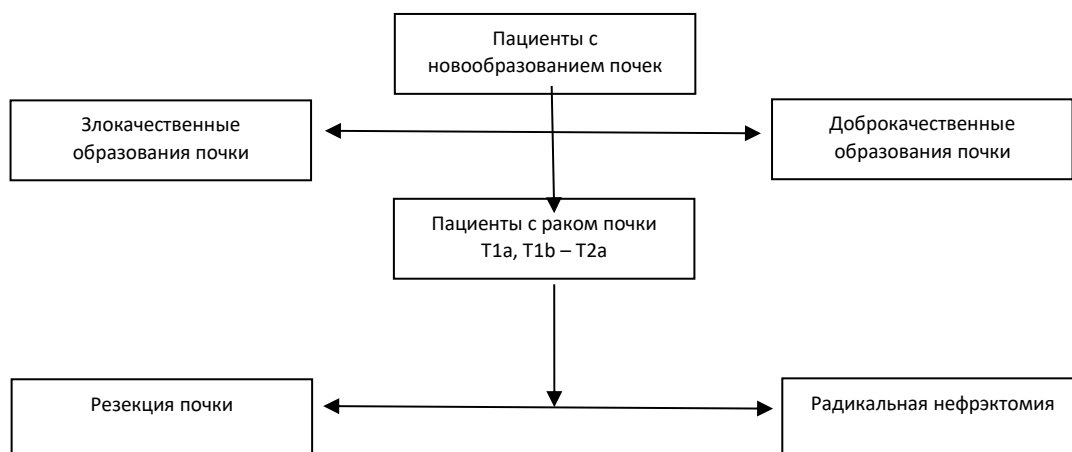 Пациенты с
новообразованием почек
Злокачественные
образования почки
Доброкачественные
образования почки
Пациенты с раком почки
T1a, T1b – T2a
Резекция почки
Радикальная нефрэктомия